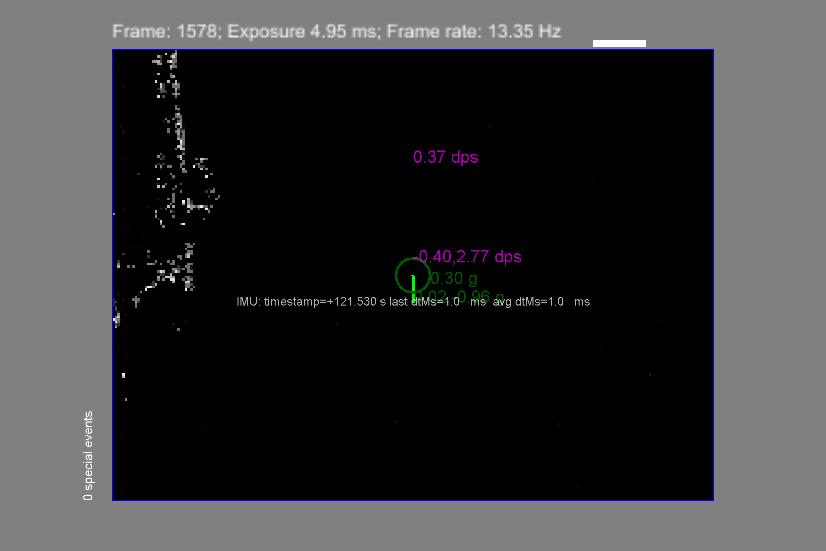 Frame: 1578; Exposure 4.95 ms; Frame rate: 13.35 Hz
0.37 dps
-0.40,2.77 dps
0.30 g
IMU: timestamp=+121.530 s last dtMs=1.0 ms avg dtMs=1.0 ms
0 special events